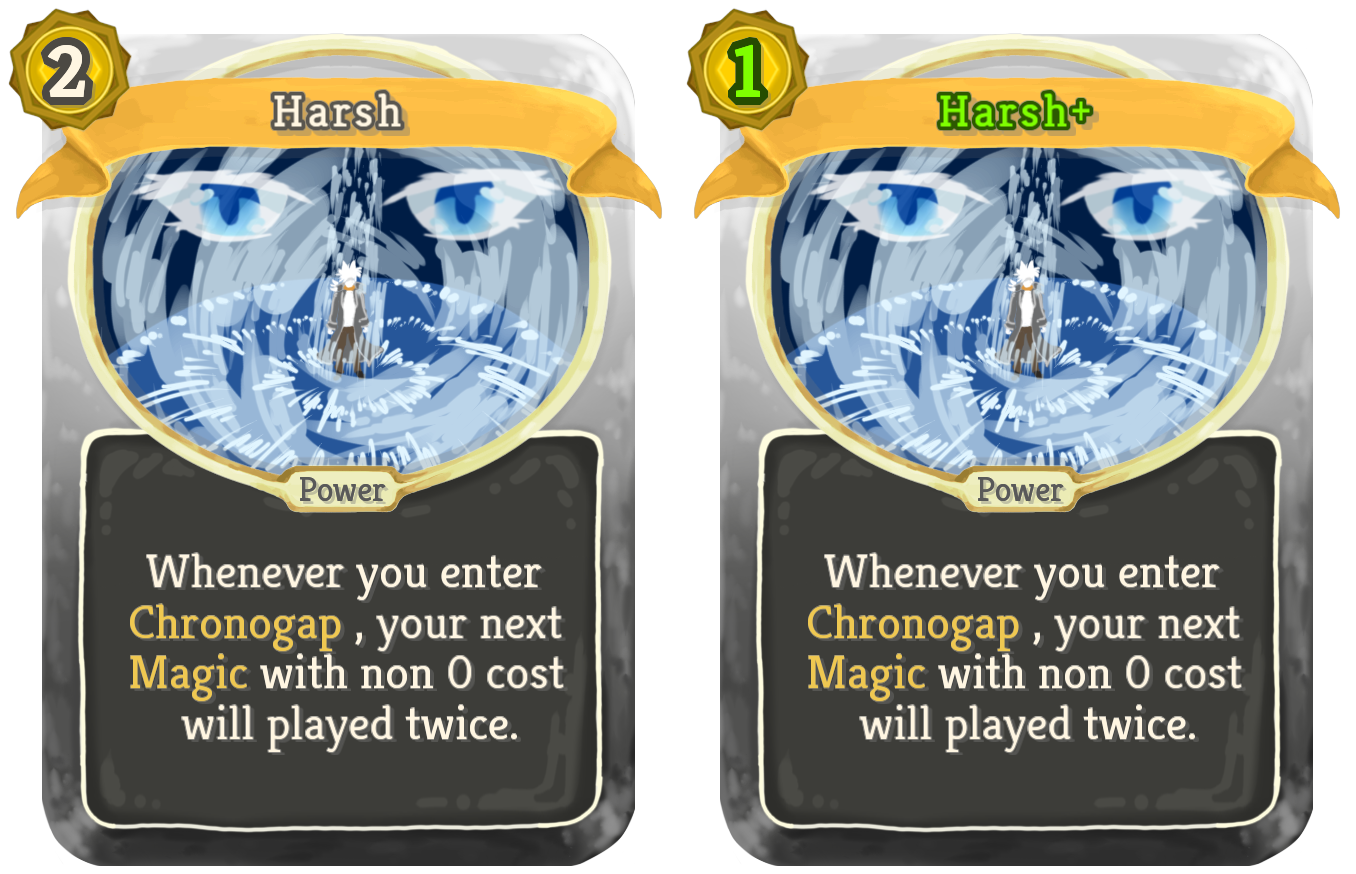 2
Harsh
Power
Whenever you enter
Chronogap , your next
Magic with non 0 cost
will played twice.
1
Harsh+
Power
Whenever you enter
Chronogap , your next
Magic with non 0 cost
will played twice.